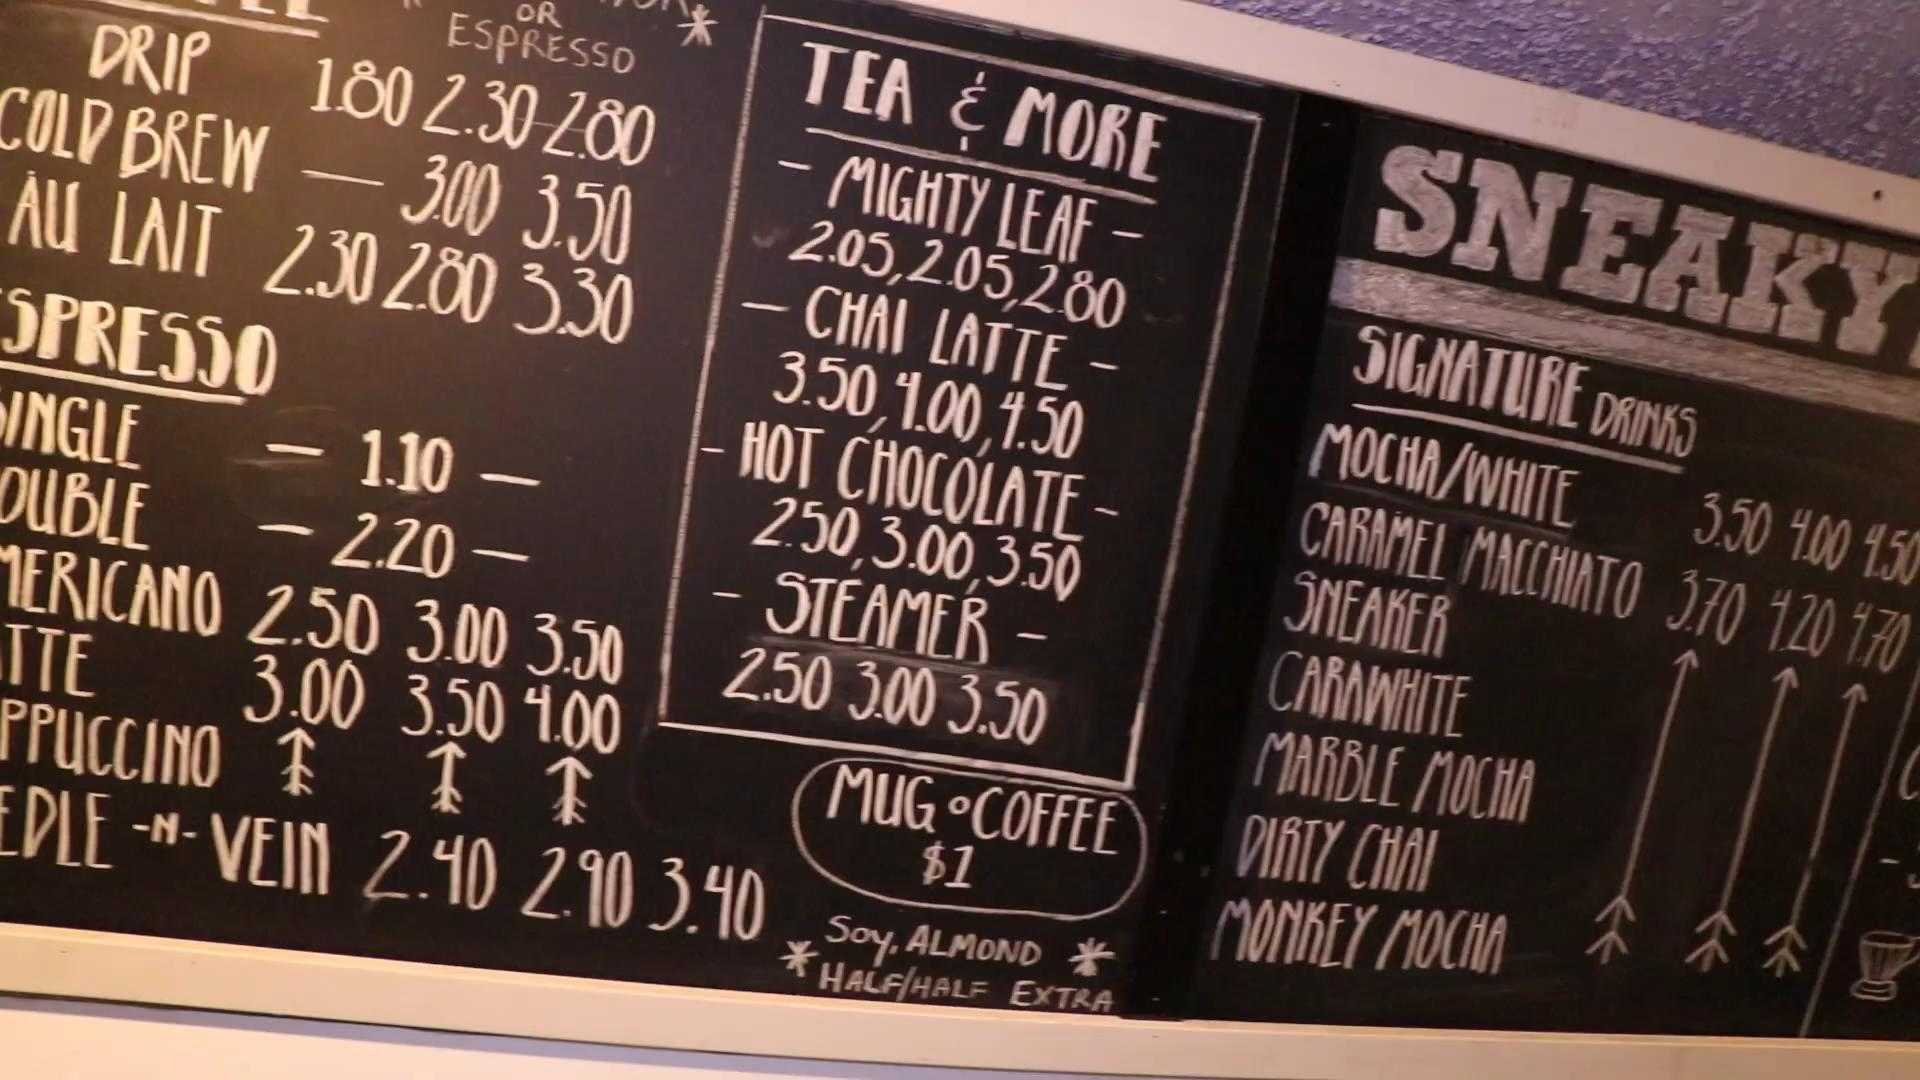 OR
ESPRESSO
DRIP 1.80 2.30 2.80
COLD BREW — 3.00 3.50
AU LAIT 2.30 2.80 3.30
SPRESSO
SINGLE — 1.10 —
OUBLE — 2.20 —
MERICANO 2.50 3.00 3.50
TTE 3.00 3.50 4.00
PPUCCINO
EDLE -N- VEIN 2.40 2.90 3.40
TEA & MORE
- MIGHTY LEAF -
2.05, 2.05, 2.80
- CHAI LATTE -
3.50, 4.00, 4.50
- HOT CHOCOLATE -
2.50, 3.00, 3.50
- STEAMER -
2.50 3.00 3.50
MUG o COFFEE
$1
* SOY, ALMOND *
HALF/HALF EXTRA
SNEAKY
SIGNATURE DRINKS
MOCHA/WHITE 3.50 4.00 4.50
CARAMEL MACCHIATO 3.70 4.20 4.70
SNEAKER
CARAWHITE
MARBLE MOCHA
DIRTY CHAI
MONKEY MOCHA